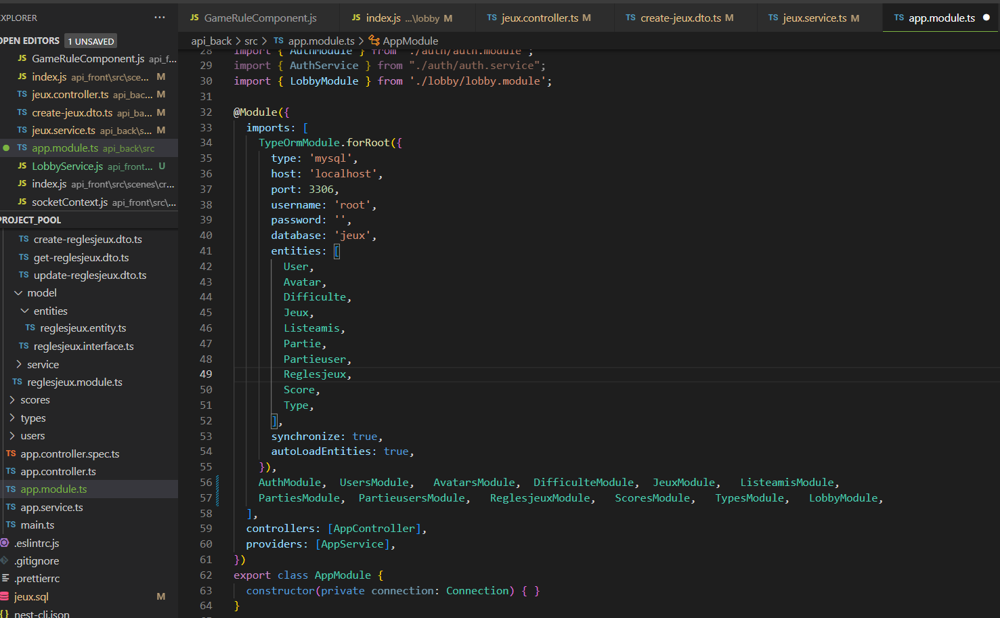 EXPLORER ···
OPEN EDITORS 1 UNSAVED
JS GameRuleComponent.js api_f...
JS index.js api_front\src\sce... M
TS jeux.controller.ts api_bac... M
TS create-jeux.dto.ts api_ba... M
TS jeux.service.ts api_back\s... M
TS app.module.ts api_back\src
JS LobbyService.js api_front... U
JS index.js api_front\src\scenes\cr...
JS socketContext.js api_front\src\...
PROJECT_POOL
TS create-reglesjeux.dto.ts
TS get-reglesjeux.dto.ts
TS update-reglesjeux.dto.ts
model
entities
TS reglesjeux.entity.ts
TS reglesjeux.interface.ts
service
TS reglesjeux.module.ts
scores
types
users
TS app.controller.spec.ts
TS app.controller.ts
TS app.module.ts
TS app.service.ts
TS main.ts
.eslintrc.js
.gitignore
.prettierrc
jeux.sql M
{} nest-cli.json
JS GameRuleComponent.js JS index.js ...\lobby M TS jeux.controller.ts M TS create-jeux.dto.ts M TS jeux.service.ts M TS app.module.ts
api_back > src > TS app.module.ts > AppModule
28 import { AuthModule } from './auth/auth.module';
29 import { AuthService } from "./auth/auth.service";
30 import { LobbyModule } from './lobby/lobby.module';
31
32 @Module({
33 imports: [
34 TypeOrmModule.forRoot({
35 type: 'mysql',
36 host: 'localhost',
37 port: 3306,
38 username: 'root',
39 password: '',
40 database: 'jeux',
41 entities: [
42 User,
43 Avatar,
44 Difficulte,
45 Jeux,
46 Listeamis,
47 Partie,
48 Partieuser,
49 Reglesjeux,
50 Score,
51 Type,
52 ],
53 synchronize: true,
54 autoLoadEntities: true,
55 }),
56 AuthModule, UsersModule, AvatarsModule, DifficulteModule, JeuxModule, ListeamisModule,
57 PartiesModule, PartieusersModule, ReglesjeuxModule, ScoresModule, TypesModule, LobbyModule,
58 ],
59 controllers: [AppController],
60 providers: [AppService],
61 })
62 export class AppModule {
63 constructor(private connection: Connection) { }
64 }